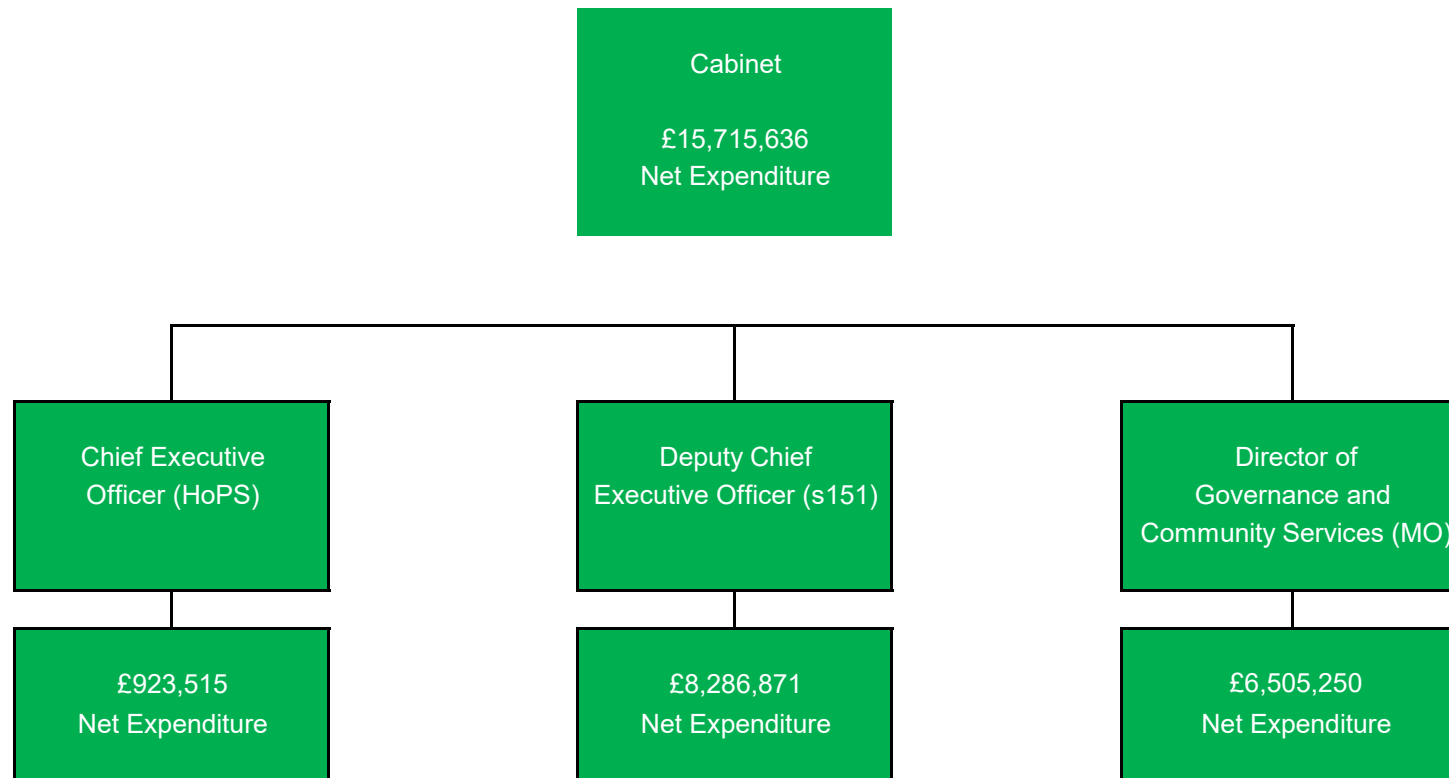 Cabinet
£15,715,636
Net Expenditure
Chief Executive
Officer (HoPS)
Deputy Chief
Executive Officer (s151)
Director of
Governance and
Community Services (MO)
£923,515
Net Expenditure
£8,286,871
Net Expenditure
£6,505,250
Net Expenditure